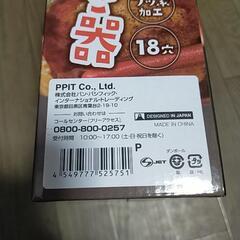 器
加工
18穴
PPIT Co., Ltd.
株式会社パン・パシフィック・
インターナショナルトレーディング
東京都目黒区青葉台2-19-10
お問い合わせは
コールセンター(フリーアクセス)
0800-800-0257
受付時間 10:00〜17:00 (土・日・祝を除く)
DESIGNED IN JAPAN
MADE IN CHINA
P
JET
ダンボール
4 549777 525751